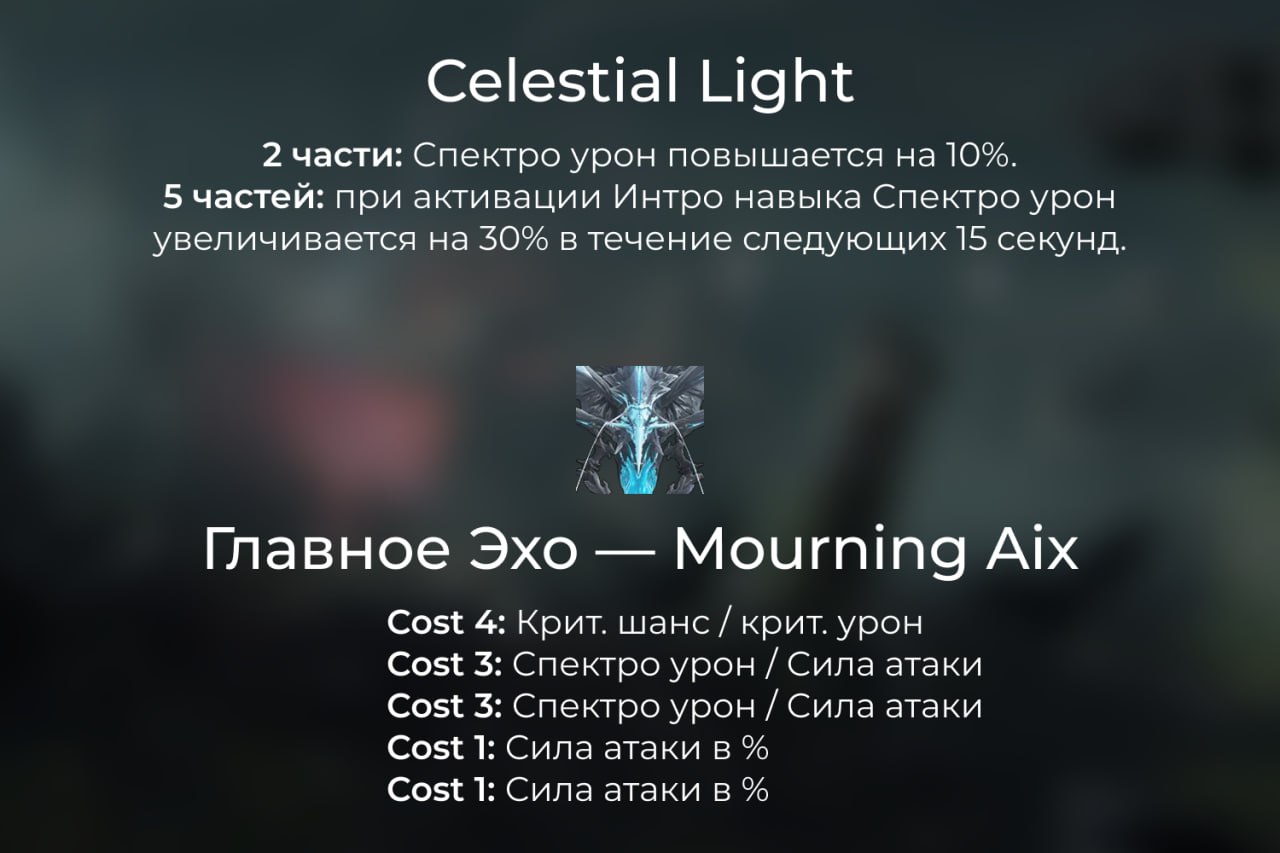 Celestial Light
2 части: Спектро урон повышается на 10%.
5 частей: при активации Интро навыка Спектро урон
увеличивается на 30% в течение следующих 15 секунд.
Главное Эхо — Mourning Aix
Cost 4: Крит. шанс / крит. урон
Cost 3: Спектро урон / Сила атаки
Cost 3: Спектро урон / Сила атаки
Cost 1: Сила атаки в %
Cost 1: Сила атаки в %